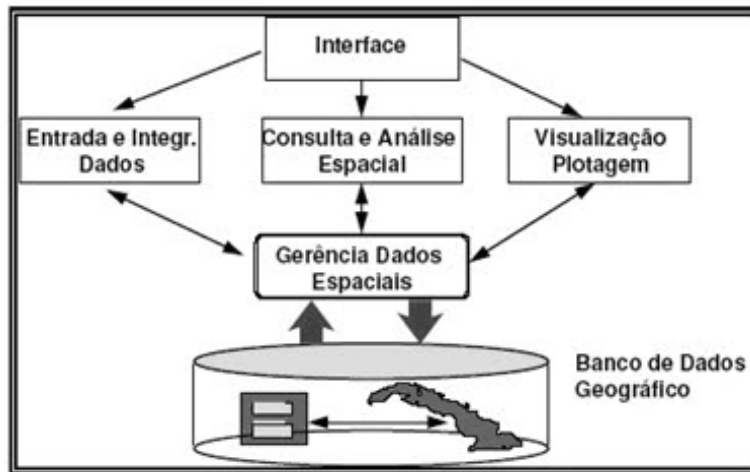 Interface
Entrada e Integr.
Dados
Consulta e Análise
Espacial
Visualização
Plotagem
Gerência Dados
Espaciais
Banco de Dados
Geográfico